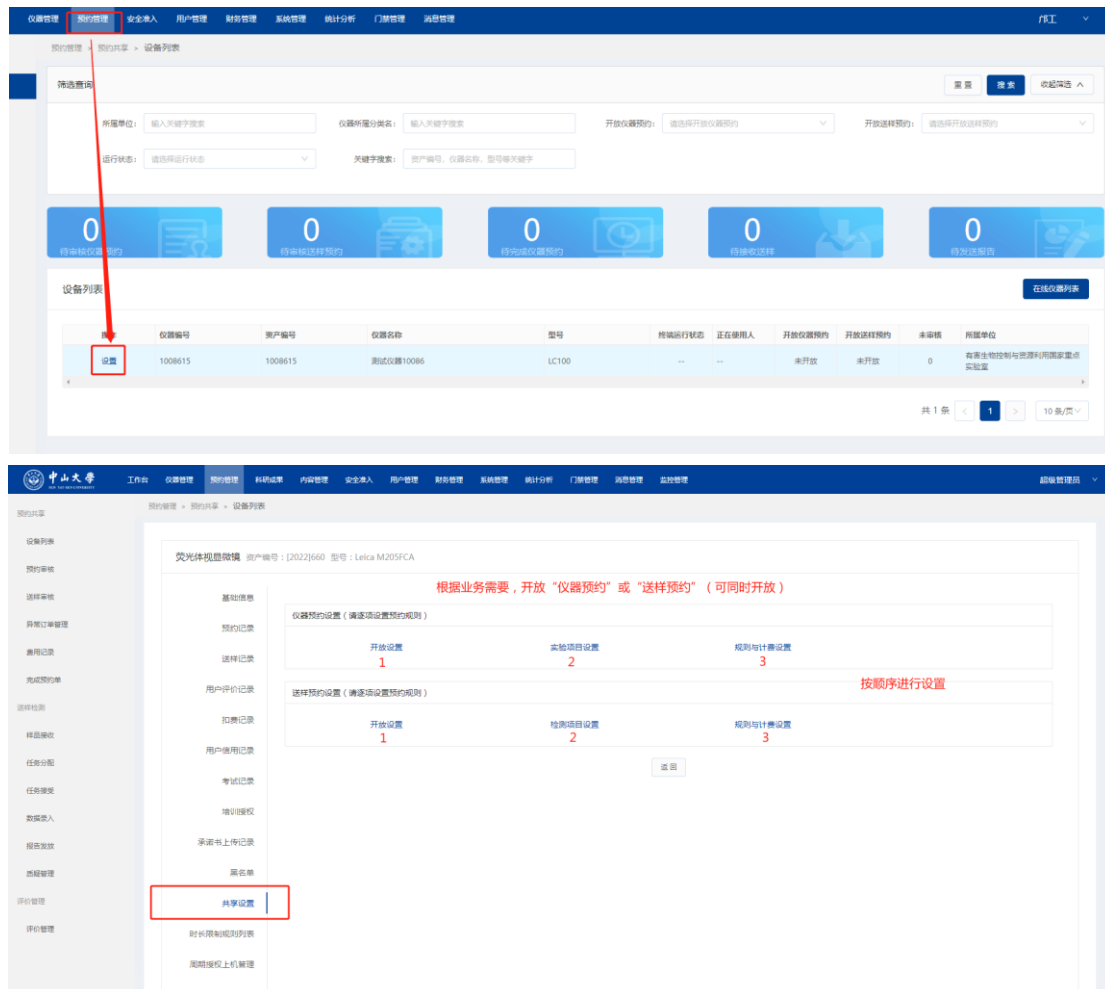 仪器管理 预约管理 安全准入 用户管理 财务管理 系统管理 统计分析 门禁管理 消息管理 邝工
预约管理 > 预约共享 > 设备列表
筛选查询 重置 搜索 收起筛选
所属单位: 输入关键字搜索 仪器所属分类名: 输入关键字搜索 开放仪器预约: 请选择开放仪器预约 开放送样预约: 请选择开放送样预约
运行状态: 请选择运行状态 关键字搜索: 资产编号、仪器名称、型号等关键字
0 0 0 0 0
待审核仪器预约 待审核送样预约 待完成仪器预约 待接收送样 待发送报告
设备列表 在线仪器列表
仪器编号 资产编号 仪器名称 型号 终端运行状态 正在使用人 开放仪器预约 开放送样预约 未审核 所属单位
设置 1008615 1008615 测试仪器10086 LC100 -- -- 未开放 未开放 0 有害生物控制与资源利用国家重点
实验室
共 1 条 < 1 > 10 条/页
中山大学 工作台 仪器管理 预约管理 科研成果 内容管理 安全准入 用户管理 财务管理 系统管理 统计分析 门禁管理 消息管理 监控管理 超级管理员
SUN YAT-SEN UNIVERSITY
预约共享
预约管理 > 预约共享 > 设备列表
设备列表
预约审核
送样审核
异常订单管理
费用记录
完成预约单
送样检测
样品接收
任务分配
任务接受
数据录入
报告发放
质疑管理
评价管理
评价管理
荧光体视显微镜 资产编号:[2022]660 型号:Leica M205FCA
基础信息
预约记录
送样记录
用户评价记录
扣费记录
用户信用记录
考试记录
培训授权
承诺书上传记录
黑名单
共享设置
时长限制规则列表
周期授权上机管理
根据业务需要,开放“仪器预约”或“送样预约”(可同时开放)
仪器预约设置(请逐项设置预约规则)
开放设置 实验项目设置 规则与计费设置
1 2 3
按顺序进行设置
送样预约设置(请逐项设置预约规则)
开放设置 检测项目设置 规则与计费设置
1 2 3
返回